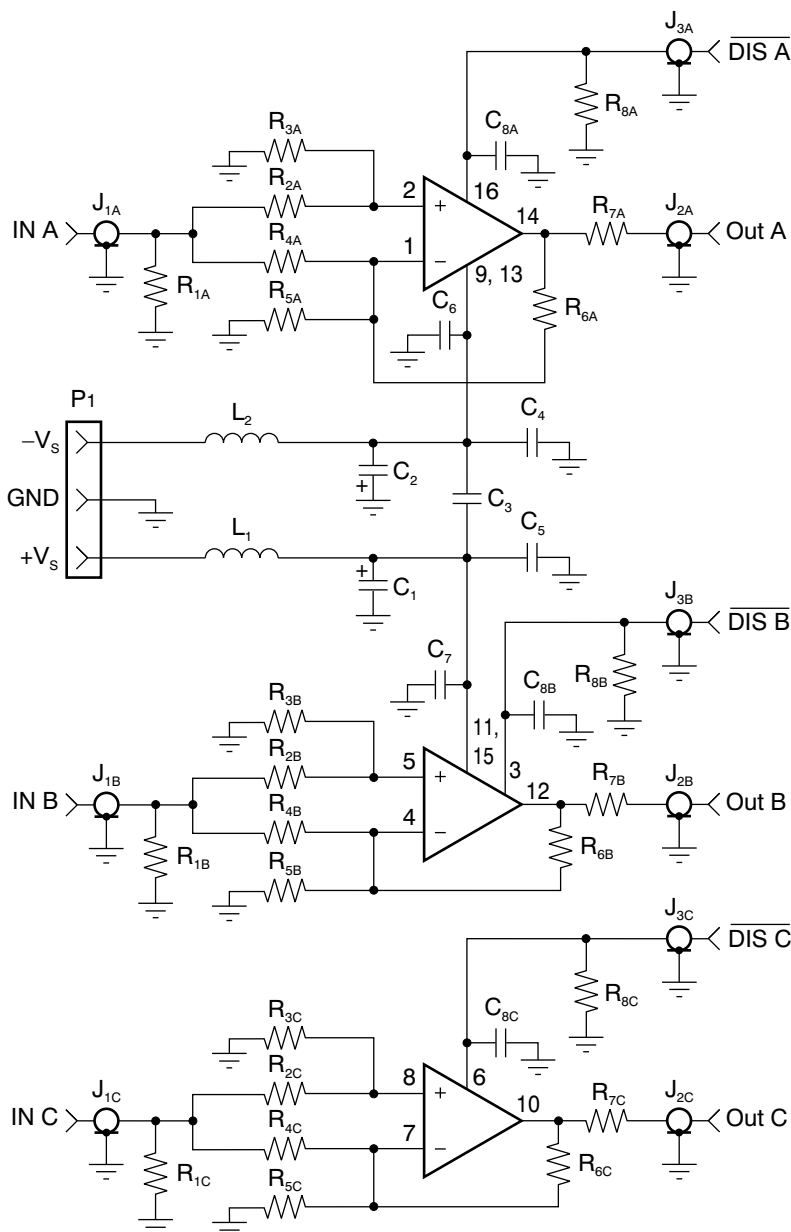 J3A
DIS A
R8A
C8A
R3A
R2A
2
+
16
14
J1A
IN A
R7A
J2A
Out A
R4A
1
−
9, 13
R1A
R5A
C6
R6A
P1
−VS
L2
C4
+
C2
GND
C3
+VS
L1
C5
+
C1
J3B
DIS B
R8B
C7
C8B
R3B
11,
15
3
R2B
5
+
12
J1B
IN B
R7B
J2B
Out B
R4B
4
−
R1B
R5B
R6B
J3C
DIS C
R8C
C8C
R3C
R2C
8
+
6
10
J1C
IN C
R7C
J2C
Out C
R4C
7
−
R1C
R5C
R6C